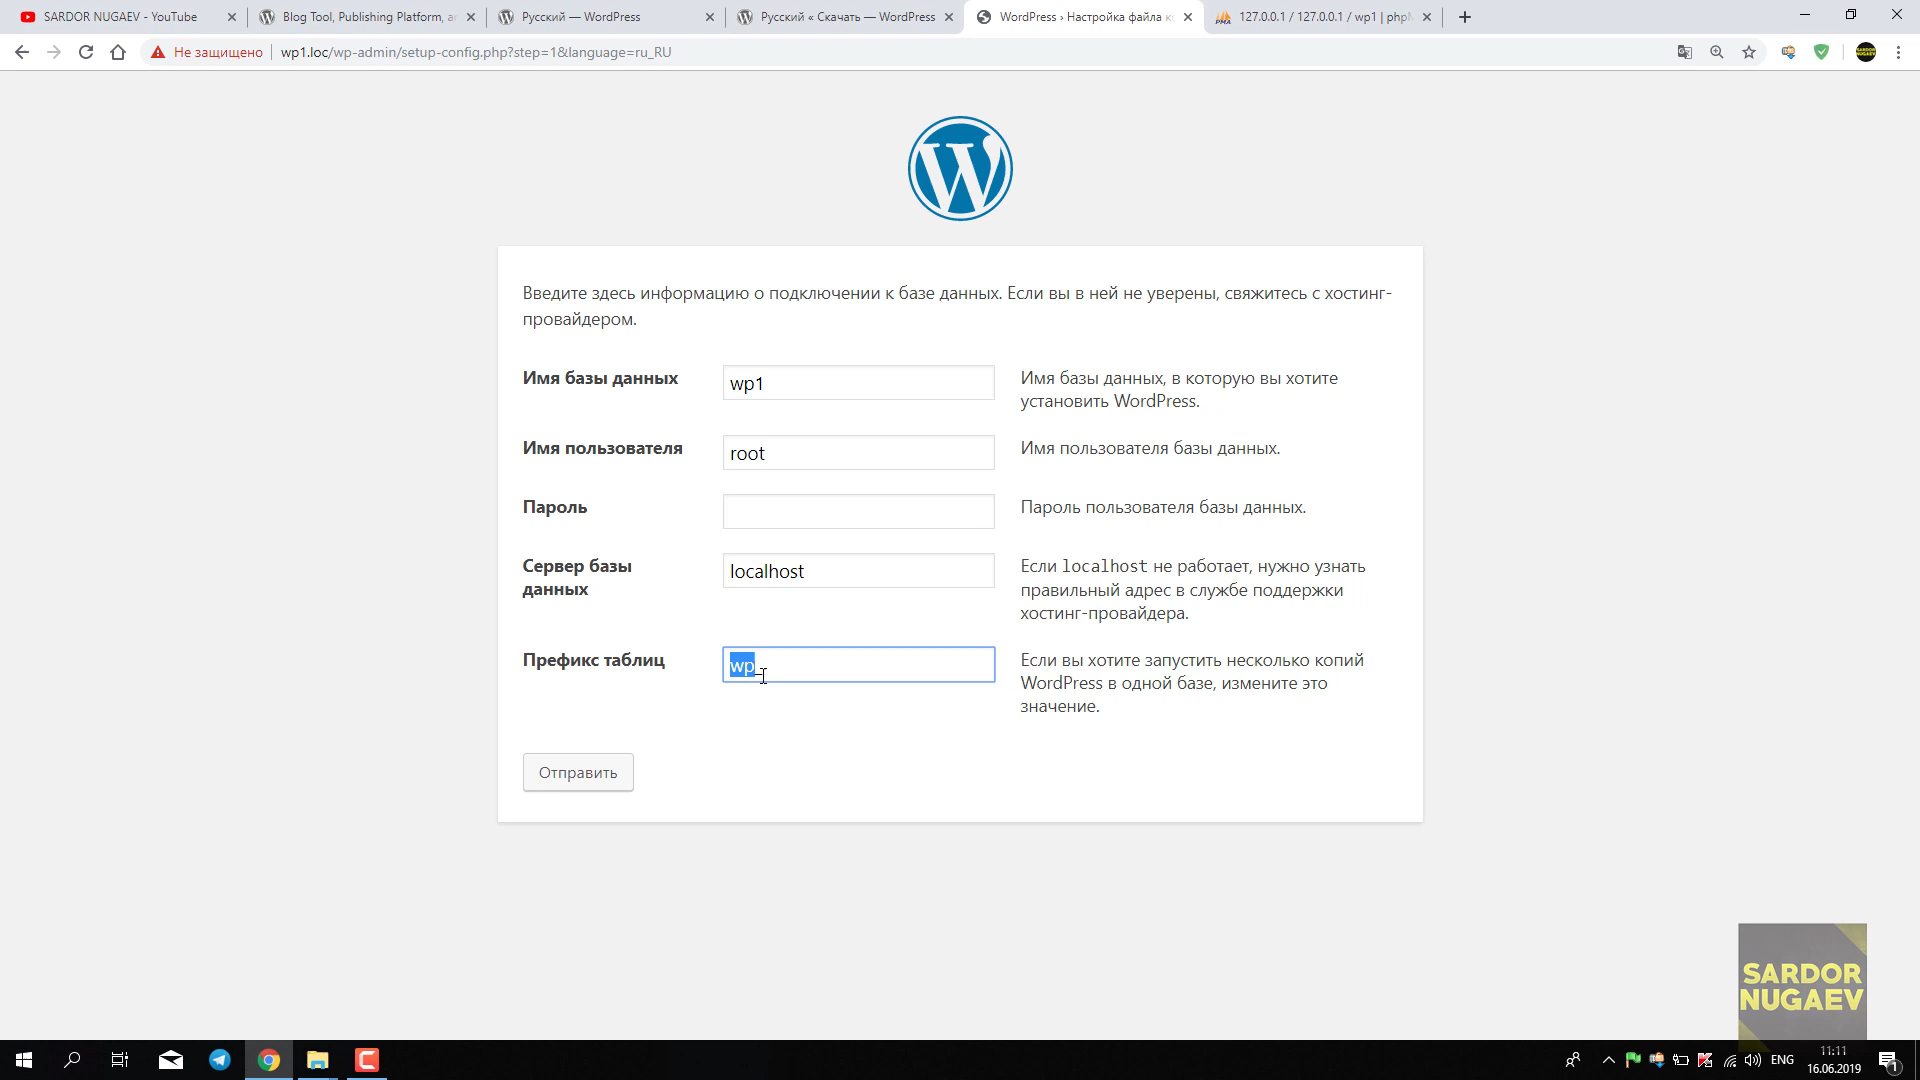 SARDOR NUGAEV - YouTube
Blog Tool, Publishing Platform, an
Русский — WordPress
Русский « Скачать — WordPress
WordPress › Настройка файла к
127.0.0.1 / 127.0.0.1 / wp1 | phpM
Не защищено
wp1.loc/wp-admin/setup-config.php?step=1&language=ru_RU
Введите здесь информацию о подключении к базе данных. Если вы в ней не уверены, свяжитесь с хостинг-
провайдером.
Имя базы данных
wp1
Имя базы данных, в которую вы хотите
установить WordPress.
Имя пользователя
root
Имя пользователя базы данных.
Пароль
Пароль пользователя базы данных.
Сервер базы
данных
localhost
Если localhost не работает, нужно узнать
правильный адрес в службе поддержки
хостинг-провайдера.
Префикс таблиц
wp_
Если вы хотите запустить несколько копий
WordPress в одной базе, измените это
значение.
Отправить
SARDOR
NUGAEV
ENG
11:11
16.06.2019
1